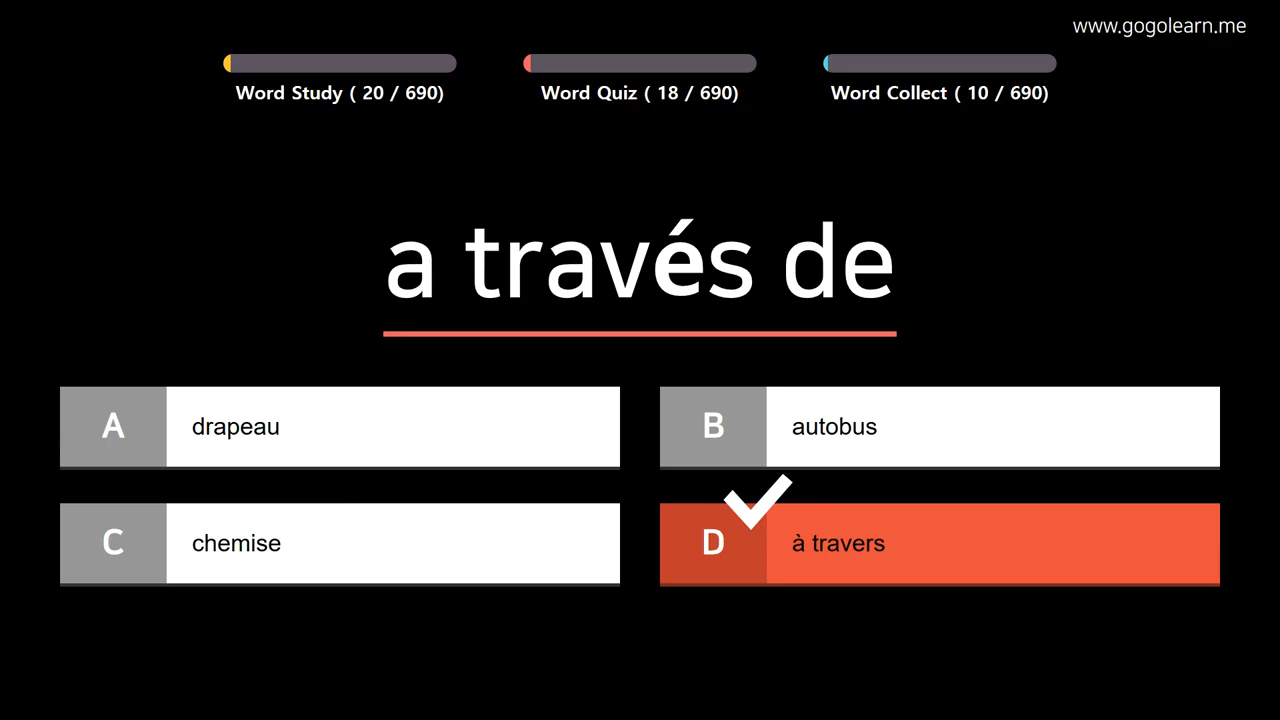 www.gogolearn.me
Word Study ( 20 / 690)
Word Quiz ( 18 / 690)
Word Collect ( 10 / 690)
a través de
A drapeau
B autobus
C chemise
D à travers